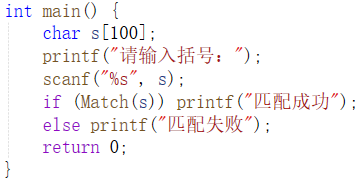 int main() {
char s[100];
printf("请输入括号：");
scanf("%s", s);
if (Match(s)) printf("匹配成功");
else printf("匹配失败");
return 0;
}